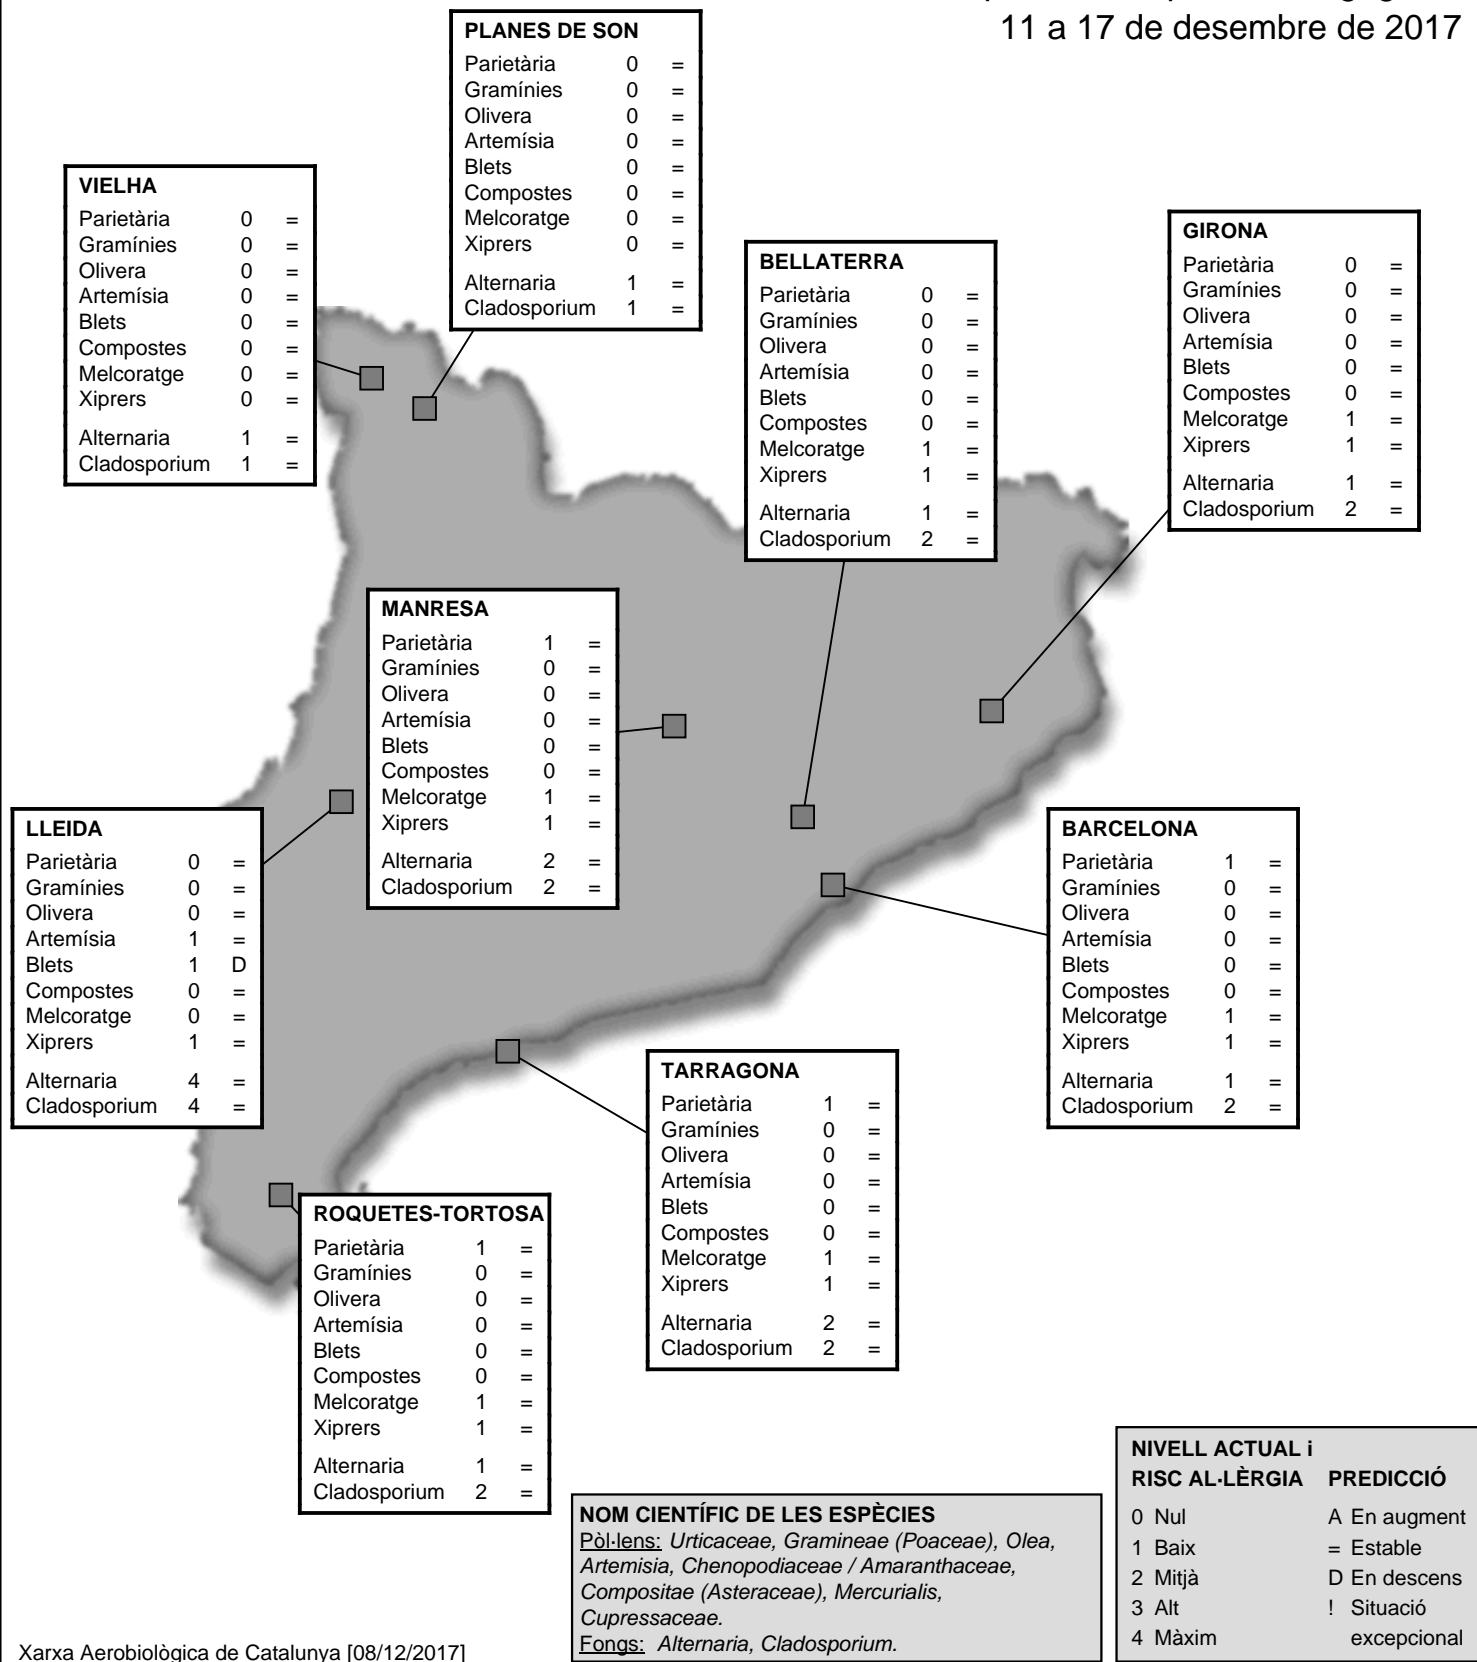 11 a 17 de desembre de 2017
PLANES DE SON
Parietària 0 =
Gramínies 0 =
Olivera 0 =
Artemísia 0 =
Blets 0 =
Compostes 0 =
Melcoratge 0 =
Xiprers 0 =
Alternaria 1 =
Cladosporium 1 =
VIELHA
Parietària 0 =
Gramínies 0 =
Olivera 0 =
Artemísia 0 =
Blets 0 =
Compostes 0 =
Melcoratge 0 =
Xiprers 0 =
Alternaria 1 =
Cladosporium 1 =
BELLATERRA
Parietària 0 =
Gramínies 0 =
Olivera 0 =
Artemísia 0 =
Blets 0 =
Compostes 0 =
Melcoratge 1 =
Xiprers 1 =
Alternaria 1 =
Cladosporium 2 =
GIRONA
Parietària 0 =
Gramínies 0 =
Olivera 0 =
Artemísia 0 =
Blets 0 =
Compostes 0 =
Melcoratge 1 =
Xiprers 1 =
Alternaria 1 =
Cladosporium 2 =
MANRESA
Parietària 1 =
Gramínies 0 =
Olivera 0 =
Artemísia 0 =
Blets 0 =
Compostes 0 =
Melcoratge 1 =
Xiprers 1 =
Alternaria 2 =
Cladosporium 2 =
LLEIDA
Parietària 0 =
Gramínies 0 =
Olivera 0 =
Artemísia 1 =
Blets 1 D
Compostes 0 =
Melcoratge 0 =
Xiprers 1 =
Alternaria 4 =
Cladosporium 4 =
BARCELONA
Parietària 1 =
Gramínies 0 =
Olivera 0 =
Artemísia 0 =
Blets 0 =
Compostes 0 =
Melcoratge 1 =
Xiprers 1 =
Alternaria 1 =
Cladosporium 2 =
TARRAGONA
Parietària 1 =
Gramínies 0 =
Olivera 0 =
Artemísia 0 =
Blets 0 =
Compostes 0 =
Melcoratge 1 =
Xiprers 1 =
Alternaria 2 =
Cladosporium 2 =
ROQUETES-TORTOSA
Parietària 1 =
Gramínies 0 =
Olivera 0 =
Artemísia 0 =
Blets 0 =
Compostes 0 =
Melcoratge 1 =
Xiprers 1 =
Alternaria 1 =
Cladosporium 2 =
NOM CIENTÍFIC DE LES ESPÈCIES
Pòl·lens: Urticaceae, Gramineae (Poaceae), Olea,
Artemisia, Chenopodiaceae / Amaranthaceae,
Compositae (Asteraceae), Mercurialis,
Cupressaceae.
Fongs: Alternaria, Cladosporium.
NIVELL ACTUAL i
RISC AL·LÈRGIA PREDICCIÓ
0 Nul A En augment
1 Baix = Estable
2 Mitjà D En descens
3 Alt ! Situació
4 Màxim excepcional
Xarxa Aerobiològica de Catalunya [08/12/2017]